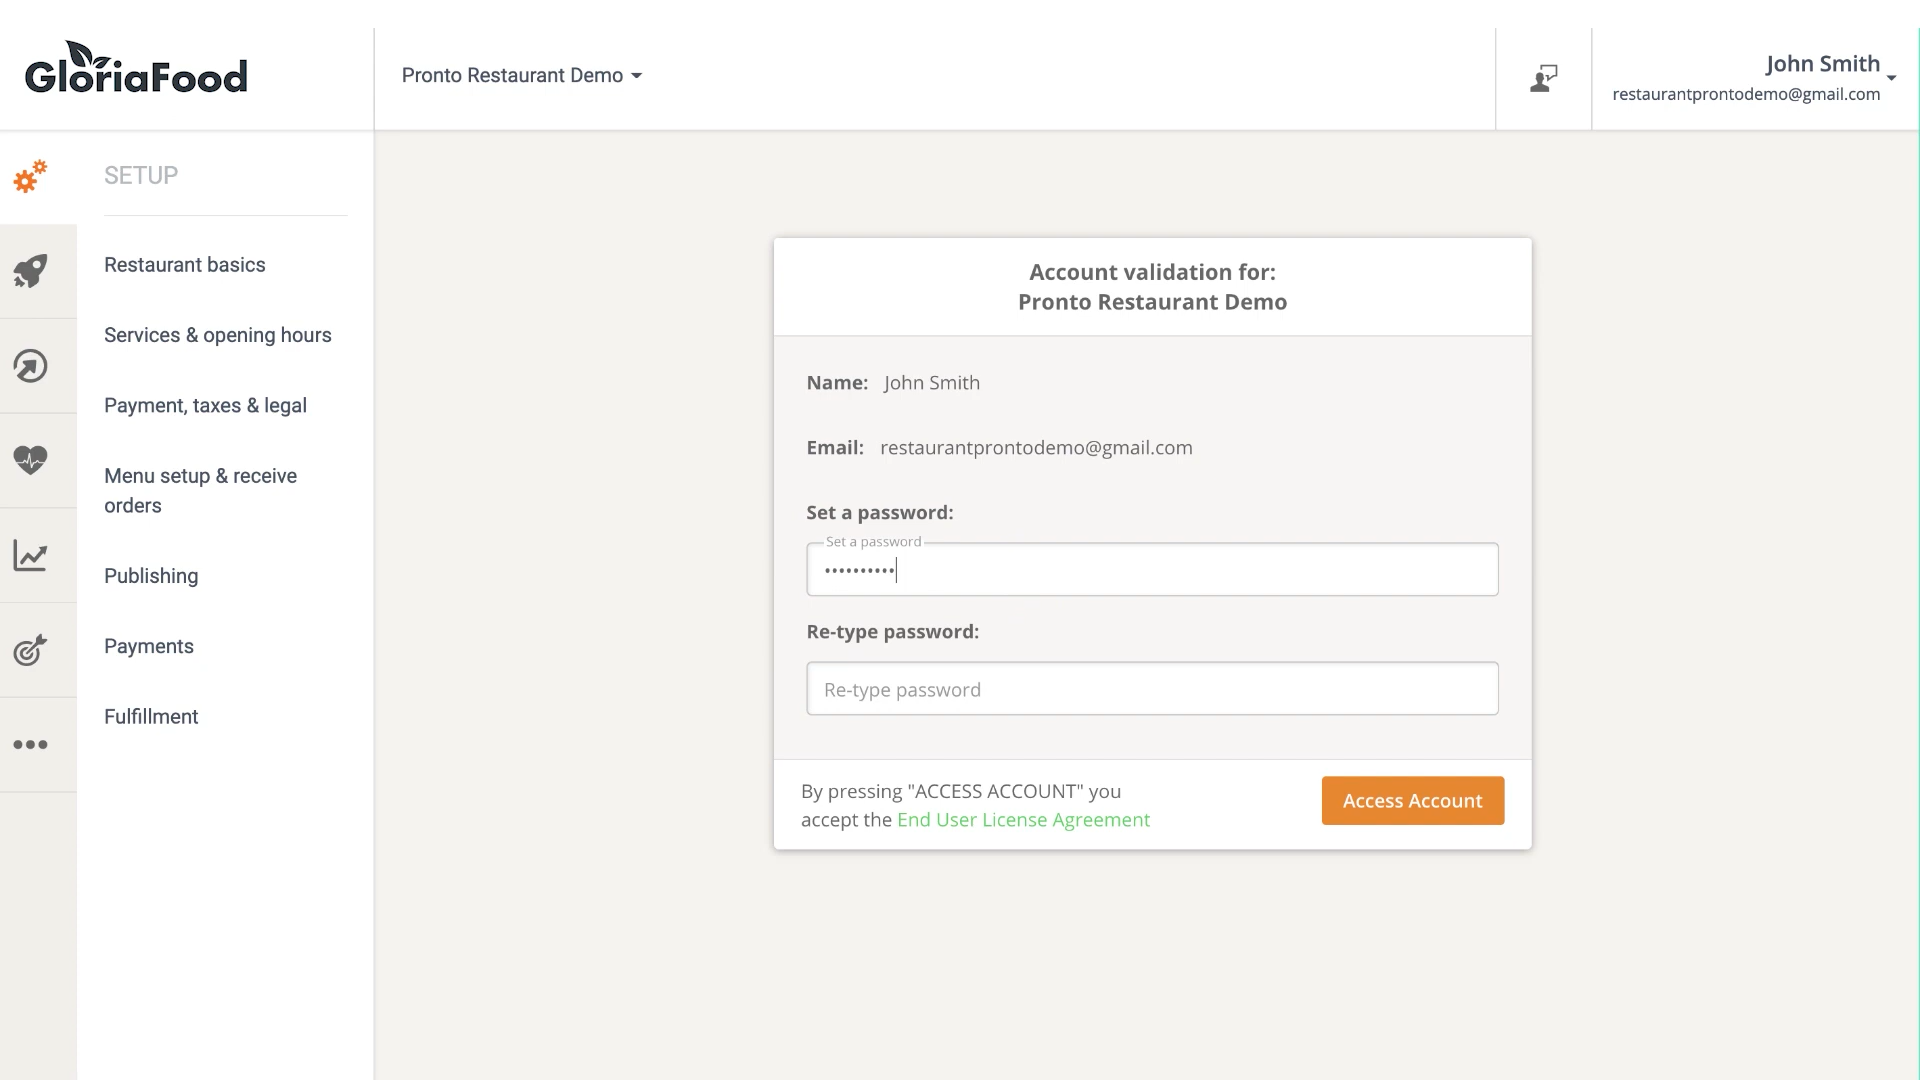 GloriaFood
Pronto Restaurant Demo
John Smith
restaurantprontodemo@gmail.com
SETUP
Restaurant basics
Services & opening hours
Payment, taxes & legal
Menu setup & receive
orders
Publishing
Payments
Fulfillment
Account validation for:
Pronto Restaurant Demo
Name: John Smith
Email: restaurantprontodemo@gmail.com
Set a password:
Set a password
••••••••••
Re-type password:
Re-type password
By pressing "ACCESS ACCOUNT" you
accept the End User License Agreement
Access Account